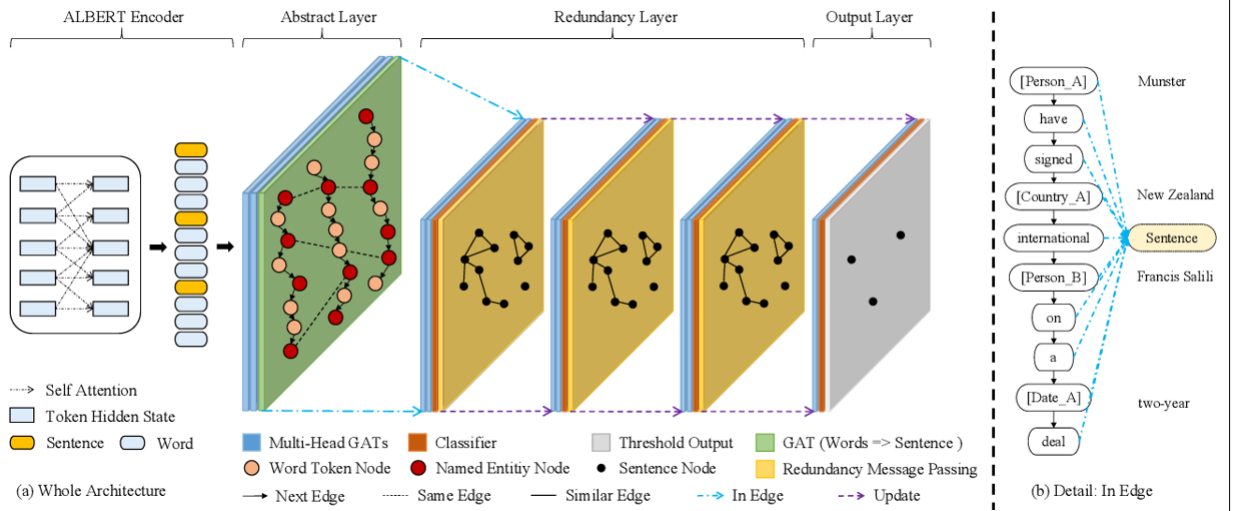 ALBERT Encoder
Abstract Layer
Redundancy Layer
Output Layer
Self Attention
Token Hidden State
Sentence
Word
Multi-Head GATs
Classifier
Threshold Output
GAT (Words => Sentence )
Word Token Node
Named Entitiy Node
Sentence Node
Redundancy Message Passing
Next Edge
Same Edge
Similar Edge
In Edge
Update
(a) Whole Architecture
[Person_A]
Munster
have
signed
[Country_A]
New Zealand
international
Sentence
[Person_B]
Francis Salili
on
a
[Date_A]
two-year
deal
(b) Detail: In Edge